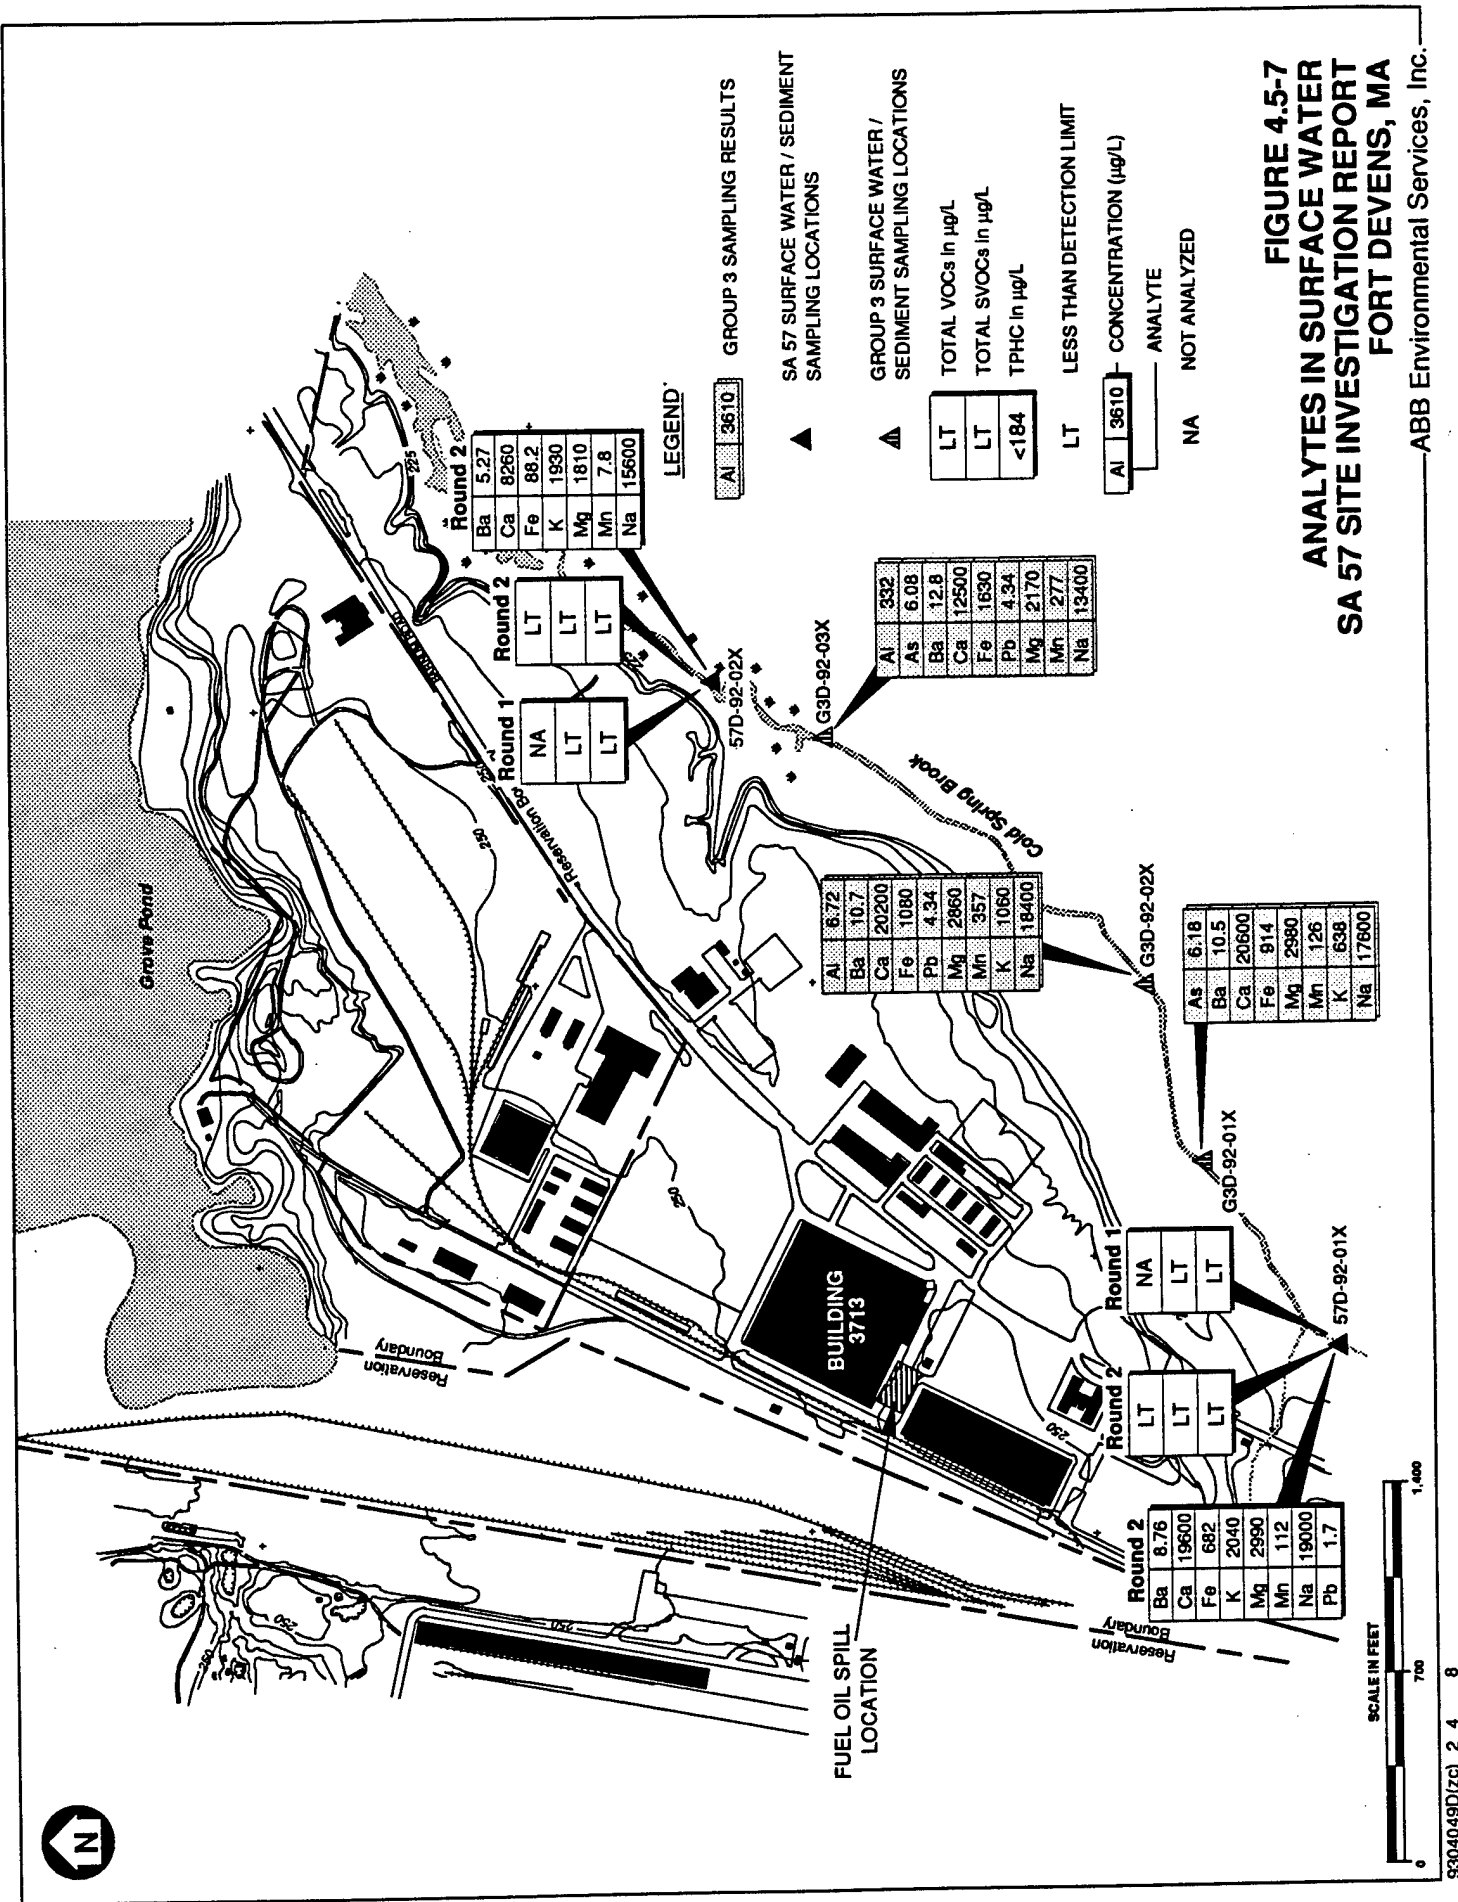 N
Grove Pond
Reservation
Boundary
BARNUM ROAD
250
250
250
250
250
250
250
225
225
BUILDING
3713
FUEL OIL SPILL
LOCATION
Reservation
Boundary
Cold Spring Brook
Round 1
NA
LT
LT
Round 2
LT
LT
LT
Round 2
Ba 5.27
Ca 8260
Fe 88.2
K 1930
Mg 1810
Mn 7.8
Na 15600
57D-92-02X
G3D-92-03X
Al 332
As 6.08
Ba 12.8
Ca 12500
Fe 1630
Pb 4.34
Mg 2170
Mn 277
Na 13400
Al 6.72
Ba 10.7
Ca 20200
Fe 1080
Pb 4.34
Mg 2860
Mn 357
K 1060
Na 18400
G3D-92-02X
As 6.18
Ba 10.5
Ca 20600
Fe 914
Mg 2980
Mn 126
K 638
Na 17600
G3D-92-01X
Round 1
NA
LT
LT
Round 2
LT
LT
LT
57D-92-01X
Round 2
Ba 8.76
Ca 19600
Fe 682
K 2040
Mg 2990
Mn 112
Na 19000
Pb 1.7
LEGEND
Al 3610 GROUP 3 SAMPLING RESULTS
SA 57 SURFACE WATER / SEDIMENT
SAMPLING LOCATIONS
GROUP 3 SURFACE WATER /
SEDIMENT SAMPLING LOCATIONS
LT TOTAL VOCs in µg/L
LT TOTAL SVOCs in µg/L
<184 TPHC in µg/L
LT LESS THAN DETECTION LIMIT
Al 3610 CONCENTRATION (µg/L)
ANALYTE
NA NOT ANALYZED
SCALE IN FEET
0 700 1,400
FIGURE 4.5-7
ANALYTES IN SURFACE WATER
SA 57 SITE INVESTIGATION REPORT
FORT DEVENS, MA
ABB Environmental Services, Inc.
9304049D(zc) 2 4 8